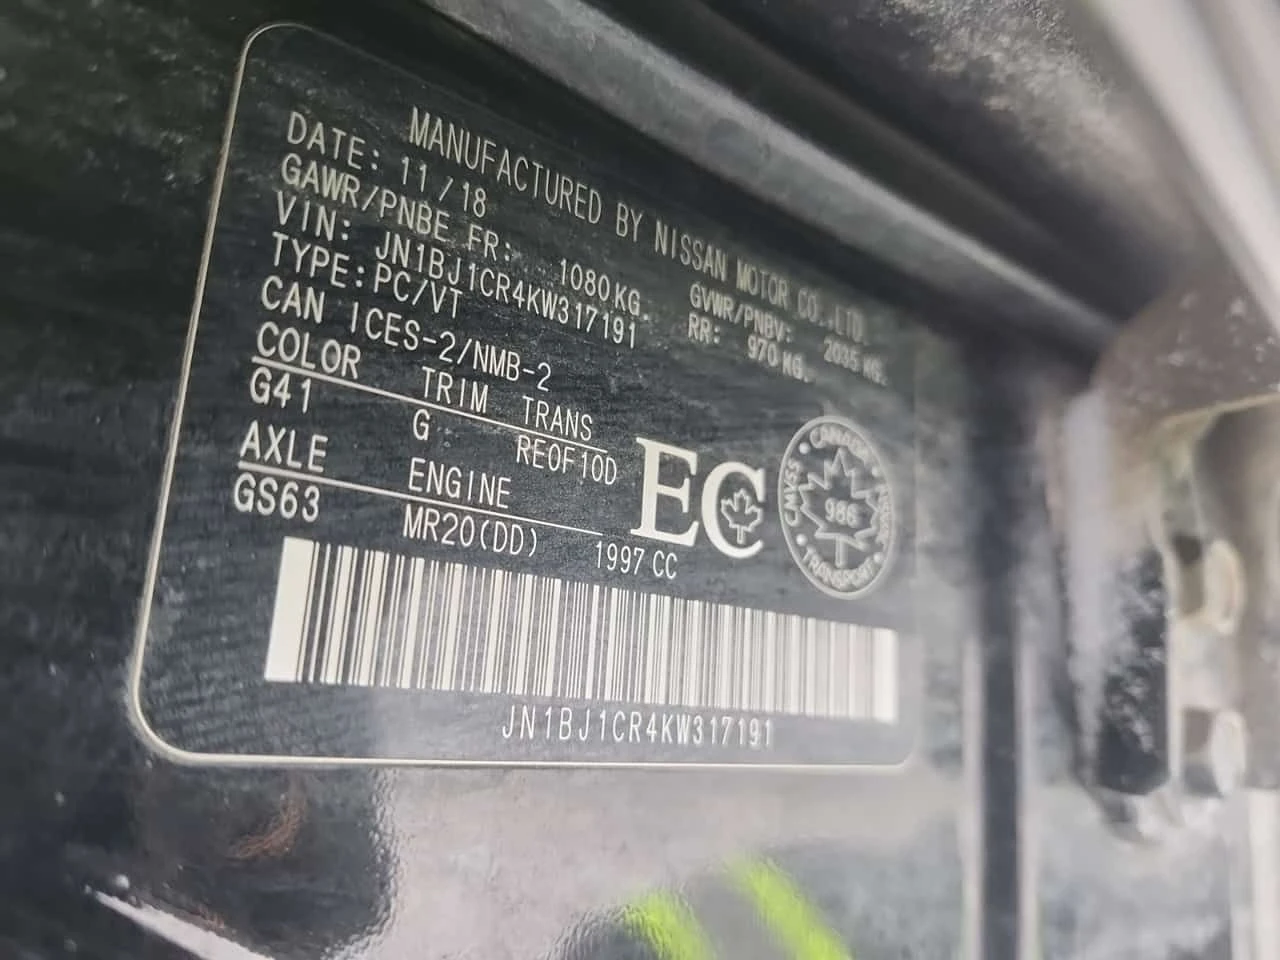 MANUFACTURED BY NISSAN MOTOR CO.,LTD.
DATE: 11/18 GVWR/PNBV: 2035 KG.
GAWR/PNBE FR: 1080KG. RR: 970 KG.
VIN: JN1BJ1CR4KW317191
TYPE:PC/VT
CAN ICES-2/NMB-2
COLOR TRIM TRANS
G41 G RE0F10D
AXLE ENGINE
GS63 MR20(DD) 1997 CC
EC
CANADA
CMVSS
986
TRANSPORT
JN1BJ1CR4KW317191